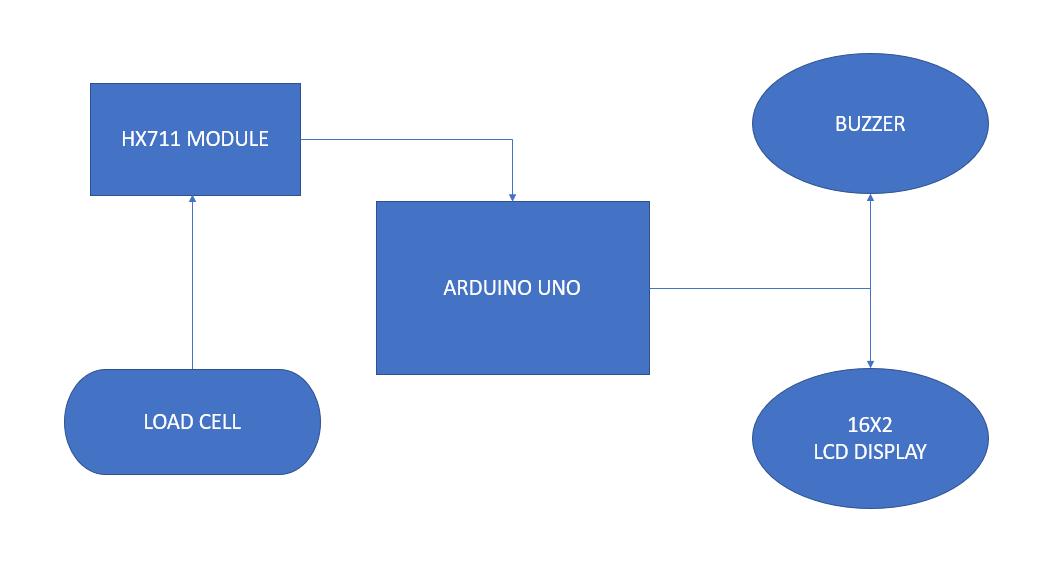 HX711 MODULE
BUZZER
ARDUINO UNO
LOAD CELL
16X2
LCD DISPLAY